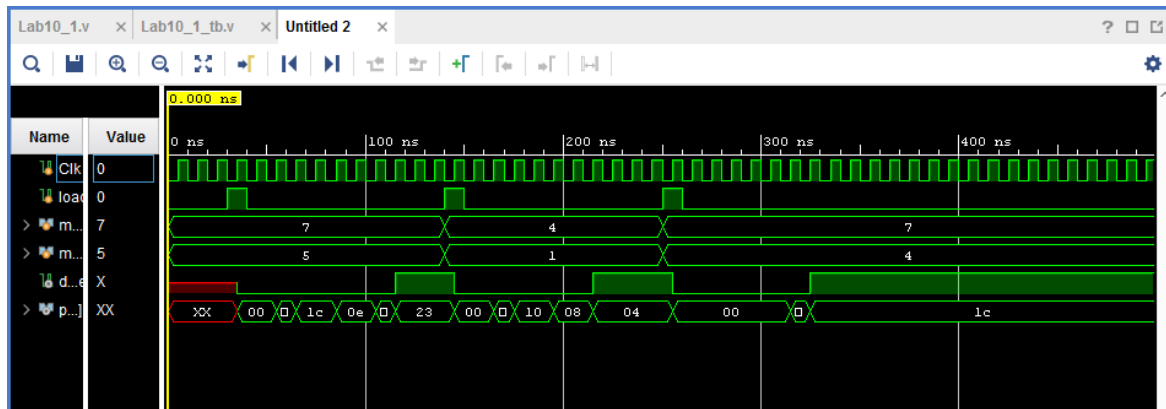 Lab10_1.v × Lab10_1_tb.v × Untitled 2 ×
0.000 ns
Name Value
0 ns 100 ns 200 ns 300 ns 400 ns
Clk 0
load 0
m... 7 7 4 7
m... 5 5 1 4
d...e X
p...] XX XX 00 1c 0e 23 00 10 08 04 00 1c